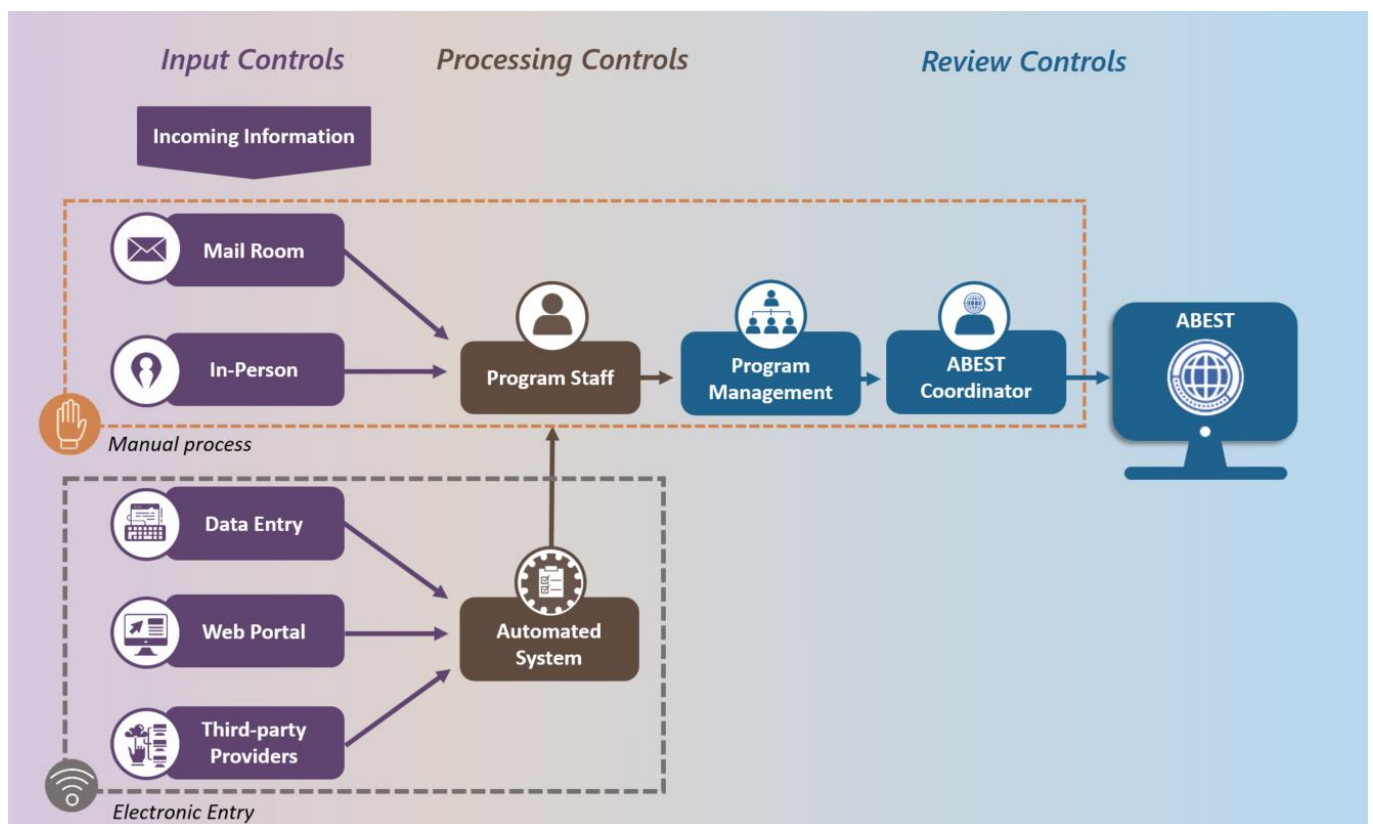 Input Controls
Processing Controls
Review Controls
Incoming Information
Mail Room
In-Person
Program Staff
Program
Management
ABEST
Coordinator
ABEST
Manual process
Data Entry
Web Portal
Third-party
Providers
Automated
System
Electronic Entry